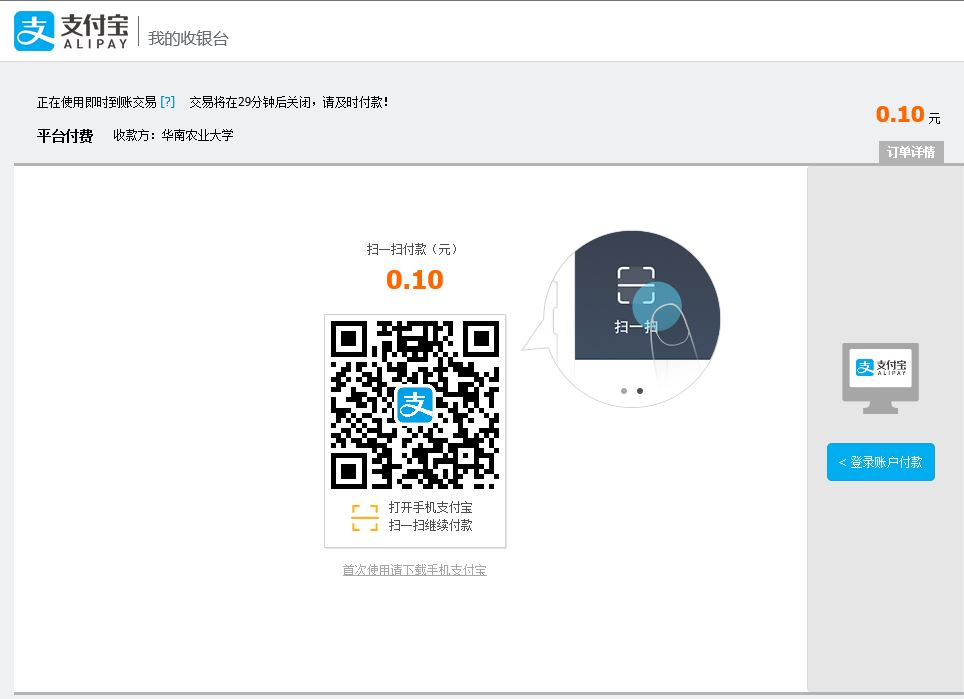 支 支付宝 我的收银台
ALIPAY
正在使用即时到账交易 [?] 交易将在29分钟后关闭，请及时付款！
0.10 元
平台付费 收款方：华南农业大学
订单详情
扫一扫付款（元）
0.10
扫一扫
支
支 支付宝
ALIPAY
< 登录账户付款
打开手机支付宝
扫一扫继续付款
首次使用请下载手机支付宝